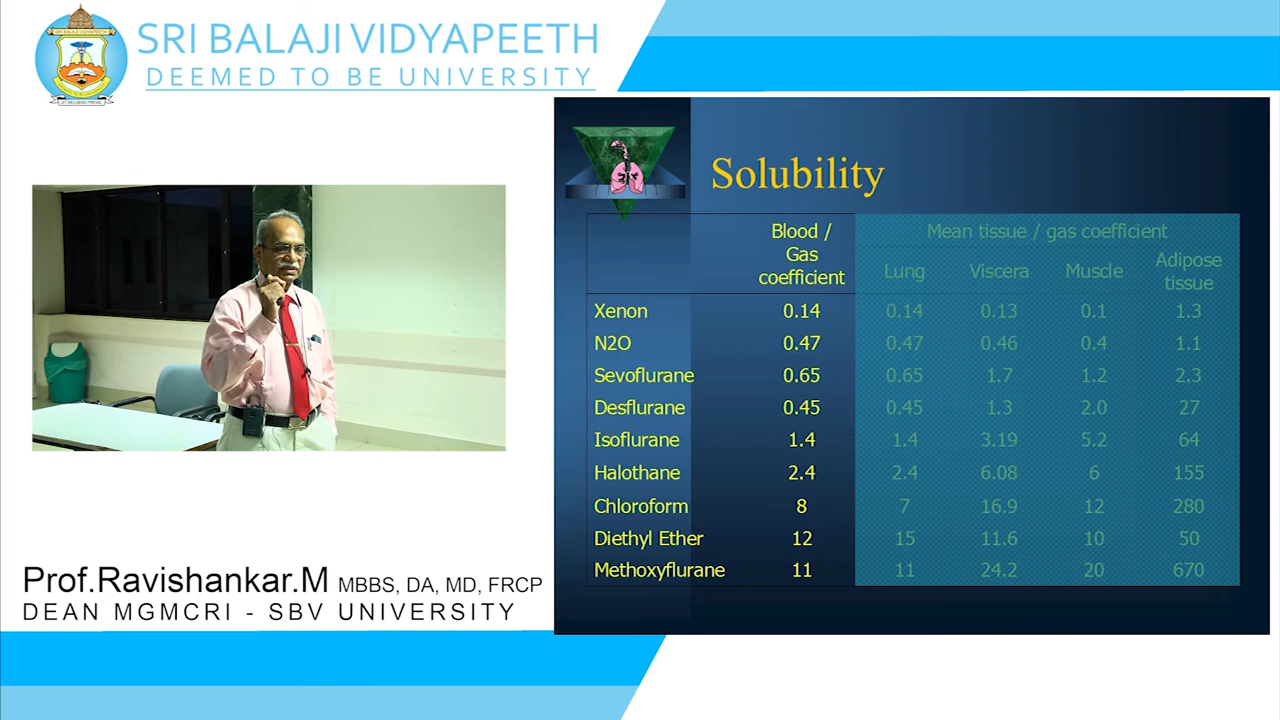 SRI BALAJI VIDYAPEETH
DEEMED TO BE UNIVERSITY
Solubility
Blood / Gas coefficient Mean tissue / gas coefficient
Lung Viscera Muscle Adipose tissue
Xenon 0.14 0.14 0.13 0.1 1.3
N2O 0.47 0.47 0.46 0.4 1.1
Sevoflurane 0.65 0.65 1.7 1.2 2.3
Desflurane 0.45 0.45 1.3 2.0 27
Isoflurane 1.4 1.4 3.19 5.2 64
Halothane 2.4 2.4 6.08 6 155
Chloroform 8 7 16.9 12 280
Diethyl Ether 12 15 11.6 10 50
Methoxyflurane 11 11 24.2 20 670
Prof.Ravishankar.M MBBS, DA, MD, FRCP
DEAN MGMCRI - SBV UNIVERSITY